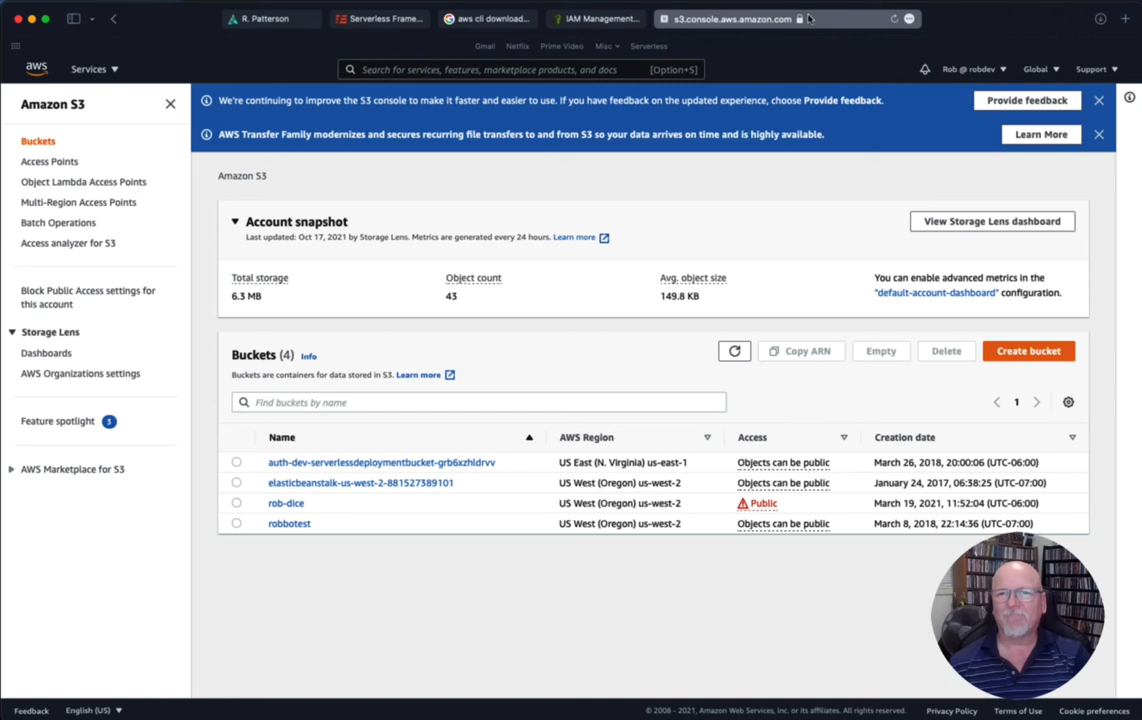 R. Patterson
Serverless Frame...
aws cli download...
IAM Management...
s3.console.aws.amazon.com
Gmail
Netflix
Prime Video
Misc
Serverless
aws
Services
Search for services, features, marketplace products, and docs
[Option+S]
Rob @ robdev
Global
Support
Amazon S3
Buckets
Access Points
Object Lambda Access Points
Multi-Region Access Points
Batch Operations
Access analyzer for S3
Block Public Access settings for
this account
Storage Lens
Dashboards
AWS Organizations settings
Feature spotlight 3
AWS Marketplace for S3
We're continuing to improve the S3 console to make it faster and easier to use. If you have feedback on the updated experience, choose Provide feedback.
Provide feedback
AWS Transfer Family modernizes and secures recurring file transfers to and from S3 so your data arrives on time and is highly available.
Learn More
Amazon S3
Account snapshot
Last updated: Oct 17, 2021 by Storage Lens. Metrics are generated every 24 hours. Learn more
View Storage Lens dashboard
Total storage
6.3 MB
Object count
43
Avg. object size
149.8 KB
You can enable advanced metrics in the
"default-account-dashboard" configuration.
Buckets (4) Info
Buckets are containers for data stored in S3. Learn more
Copy ARN
Empty
Delete
Create bucket
Find buckets by name
1
Name AWS Region Access Creation date
auth-dev-serverlessdeploymentbucket-grb6xzhldrvv US East (N. Virginia) us-east-1 Objects can be public March 26, 2018, 20:00:06 (UTC-06:00)
elasticbeanstalk-us-west-2-881527389101 US West (Oregon) us-west-2 Objects can be public January 24, 2017, 06:38:25 (UTC-07:00)
rob-dice US West (Oregon) us-west-2 Public March 19, 2021, 11:52:04 (UTC-06:00)
robbotest US West (Oregon) us-west-2 Objects can be public March 8, 2018, 22:14:36 (UTC-07:00)
Feedback
English (US)
© 2008 - 2021, Amazon Web Services, Inc. or its affiliates. All rights reserved.
Privacy Policy
Terms of Use
Cookie preferences